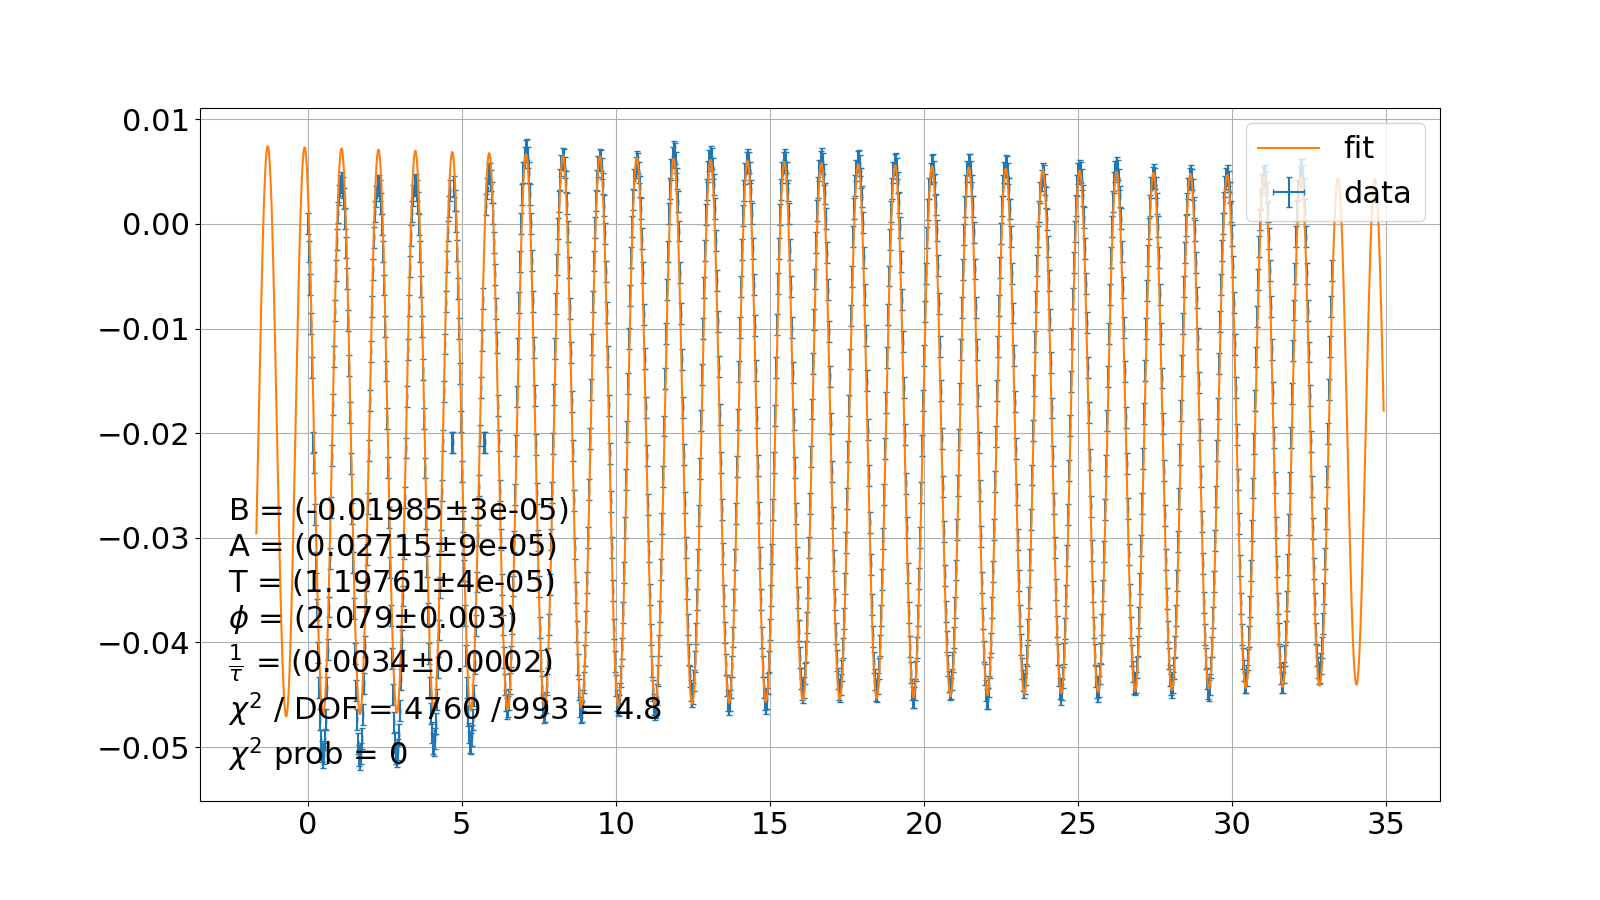 0.01
0.00
−0.01
−0.02
−0.03
−0.04
−0.05
fit
data
B = (-0.01985±3e-05)
A = (0.02715±9e-05)
T = (1.19761±4e-05)
ϕ = (2.079±0.003)
1/τ = (0.0034±0.0002)
χ² / DOF = 4760 / 993 = 4.8
χ² prob = 0
0 5 10 15 20 25 30 35